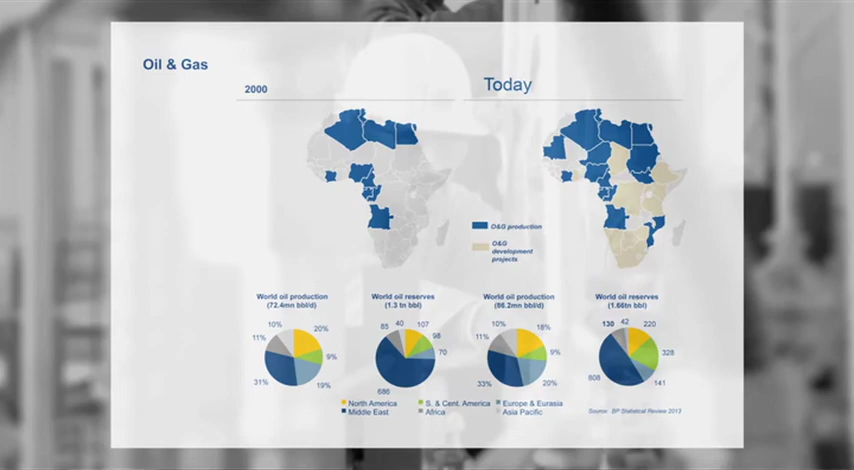 Oil & Gas
2000
Today
O&G production
O&G
development
projects
World oil production
(72.4mn bbl/d)
10%
20%
11%
9%
31%
19%
World oil reserves
(1.3 tn bbl)
85
40
107
98
70
686
World oil production
(86.2mn bbl/d)
10%
18%
11%
9%
33%
20%
World oil reserves
(1.66tn bbl)
130
42
220
328
808
141
North America
S. & Cent. America
Europe & Eurasia
Middle East
Africa
Asia Pacific
Source BP Statistical Review 2013